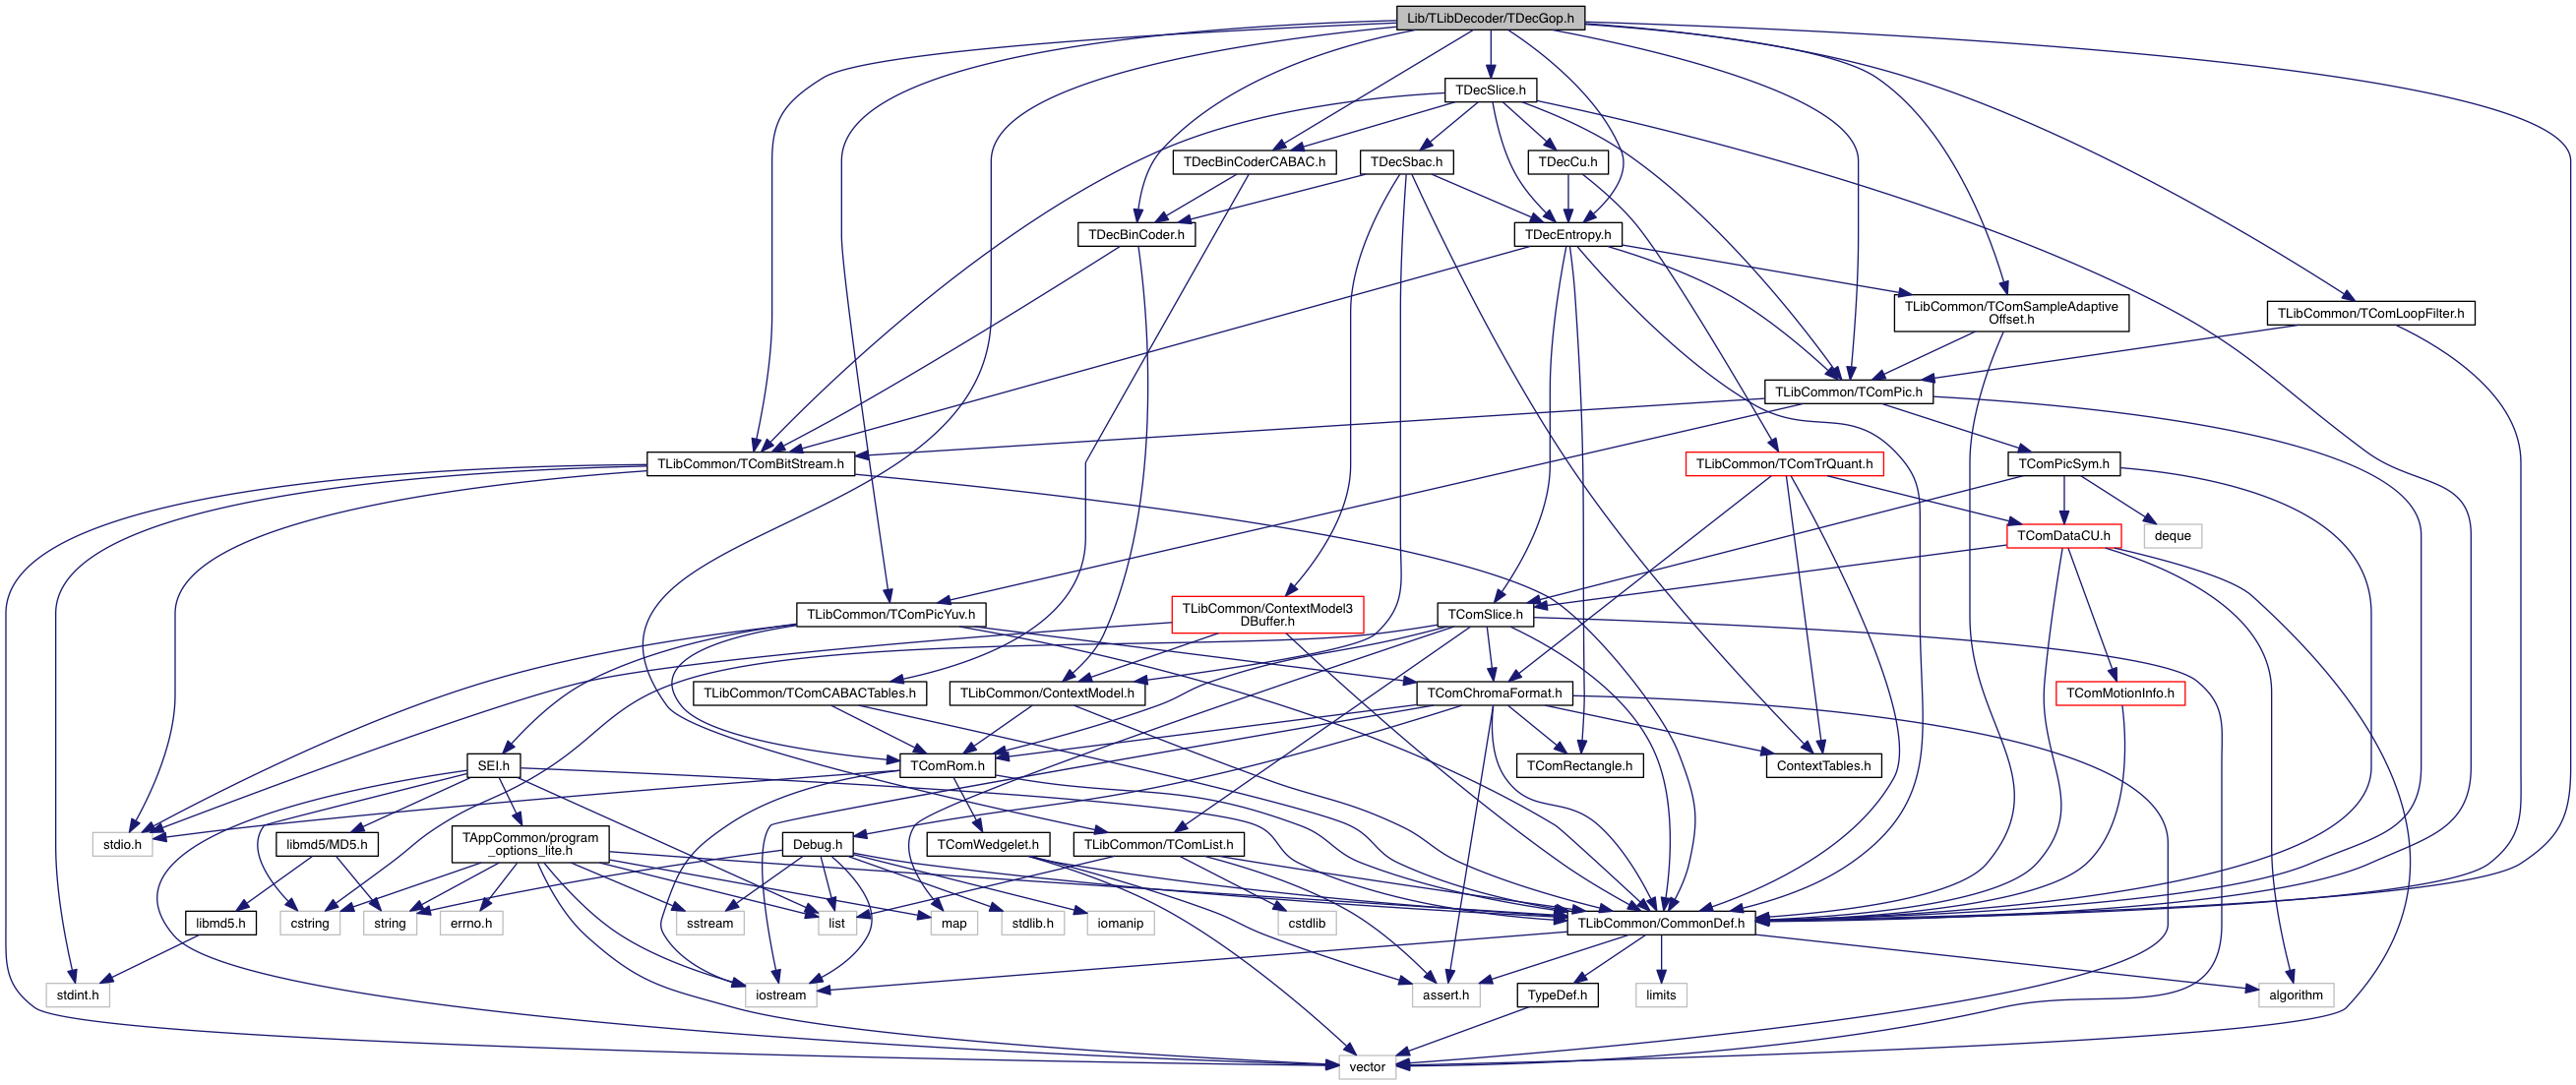 Lib/TLibDecoder/TDecGop.h
TDecSlice.h
TDecBinCoderCABAC.h
TDecSbac.h
TDecCu.h
TDecBinCoder.h
TDecEntropy.h
TLibCommon/TComSampleAdaptive
Offset.h
TLibCommon/TComLoopFilter.h
TLibCommon/TComPic.h
TLibCommon/TComBitStream.h
TLibCommon/TComTrQuant.h
TComPicSym.h
TComDataCU.h
deque
TLibCommon/TComPicYuv.h
TLibCommon/ContextModel3
DBuffer.h
TComSlice.h
TLibCommon/TComCABACTables.h
TLibCommon/ContextModel.h
TComChromaFormat.h
TComMotionInfo.h
SEI.h
TComRom.h
TComRectangle.h
ContextTables.h
stdio.h
libmd5/MD5.h
TAppCommon/program
_options_lite.h
Debug.h
TComWedgelet.h
TLibCommon/TComList.h
libmd5.h
cstring
string
errno.h
sstream
list
map
stdlib.h
iomanip
cstdlib
TLibCommon/CommonDef.h
stdint.h
iostream
assert.h
TypeDef.h
limits
algorithm
vector